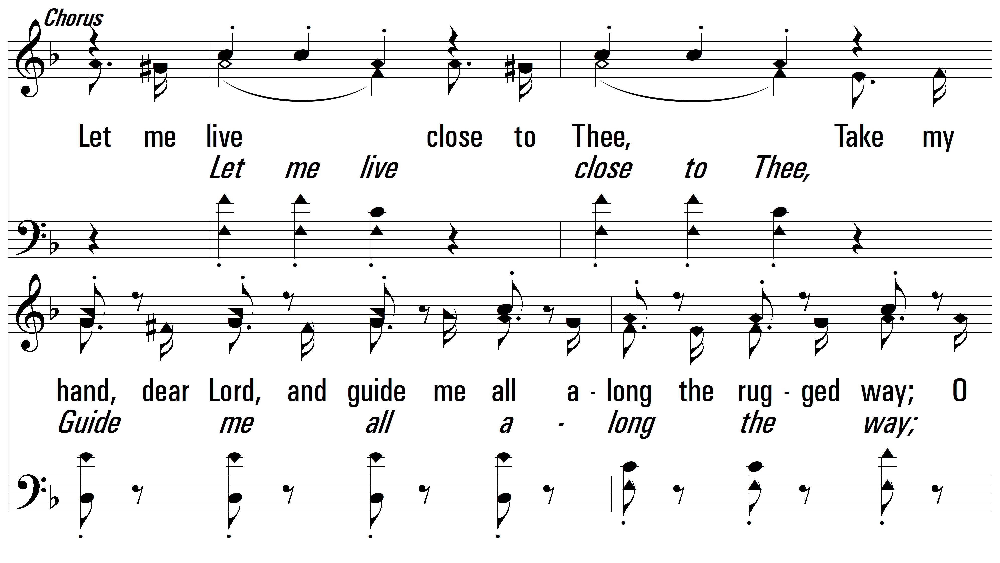 Chorus
Let me live close to Thee, Take my
Let me live close to Thee,
hand, dear Lord, and guide me all a - long the rug - ged way; O
Guide me all a - long the way;